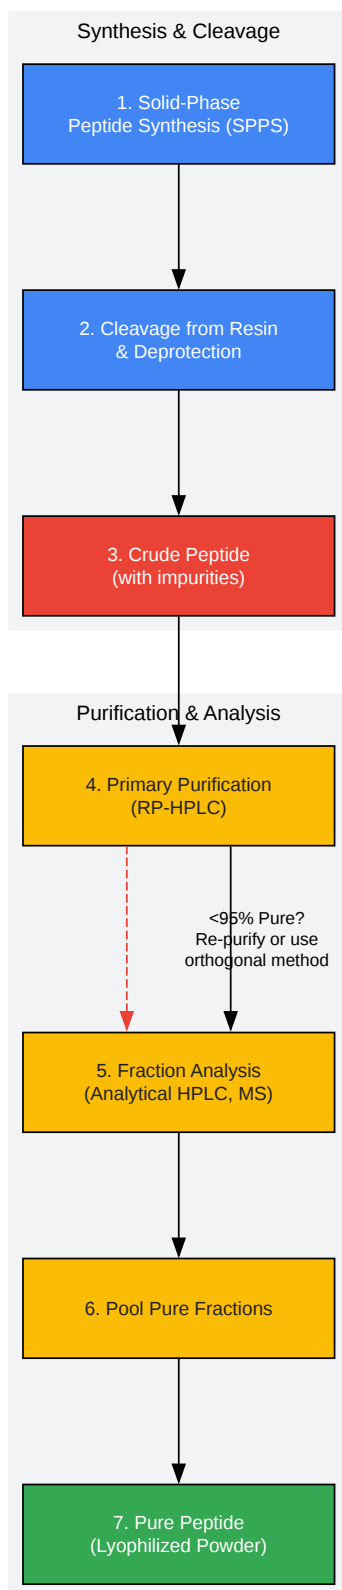 Synthesis & Cleavage
1. Solid-Phase
Peptide Synthesis (SPPS)
2. Cleavage from Resin
& Deprotection
3. Crude Peptide
(with impurities)
Purification & Analysis
4. Primary Purification
(RP-HPLC)
<95% Pure?
Re-purify or use
orthogonal method
5. Fraction Analysis
(Analytical HPLC, MS)
6. Pool Pure Fractions
7. Pure Peptide
(Lyophilized Powder)